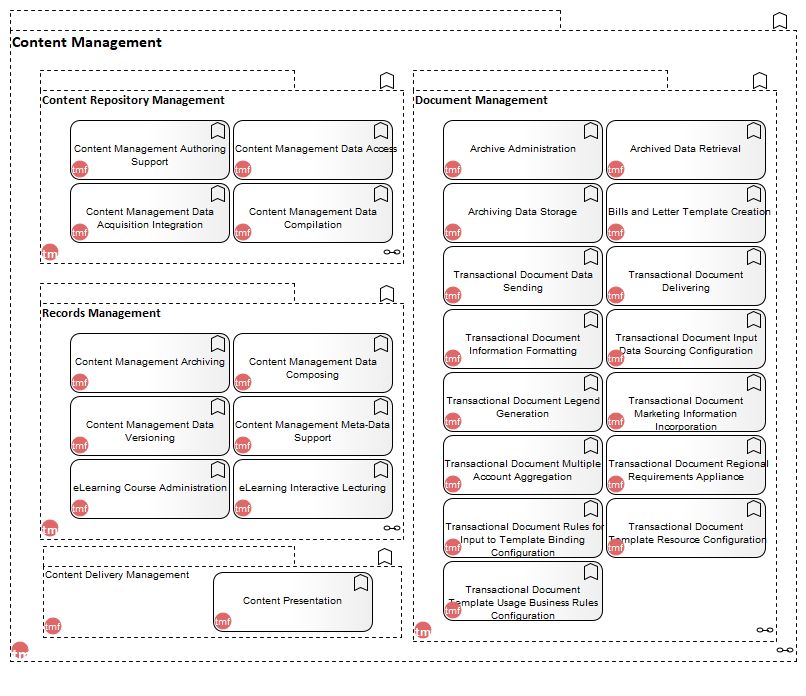 Content Management
Content Repository Management
Content Management Authoring
Support
tmf
Content Management Data Access
tmf
Content Management Data
Acquisition Integration
tmf
Content Management Data
Compilation
tmf
tm
Records Management
Content Management Archiving
tmf
Content Management Data
Composing
tmf
Content Management Data
Versioning
tmf
Content Management Meta-Data
Support
tmf
eLearning Course Administration
tmf
eLearning Interactive Lecturing
tmf
tm
Content Delivery Management
Content Presentation
tmf
tmf
Document Management
Archive Administration
tmf
Archived Data Retrieval
tmf
Archiving Data Storage
tmf
Bills and Letter Template Creation
tmf
Transactional Document Data
Sending
tmf
Transactional Document
Delivering
tmf
Transactional Document
Information Formatting
tmf
Transactional Document Input
Data Sourcing Configuration
tmf
Transactional Document Legend
Generation
tmf
Transactional Document
Marketing Information
Incorporation
tmf
Transactional Document Multiple
Account Aggregation
tmf
Transactional Document Regional
Requirements Appliance
tmf
Transactional Document Rules for
Input to Template Binding
Configuration
tmf
Transactional Document
Template Resource Configuration
tmf
Transactional Document
Template Usage Business Rules
Configuration
tmf
tm
tm